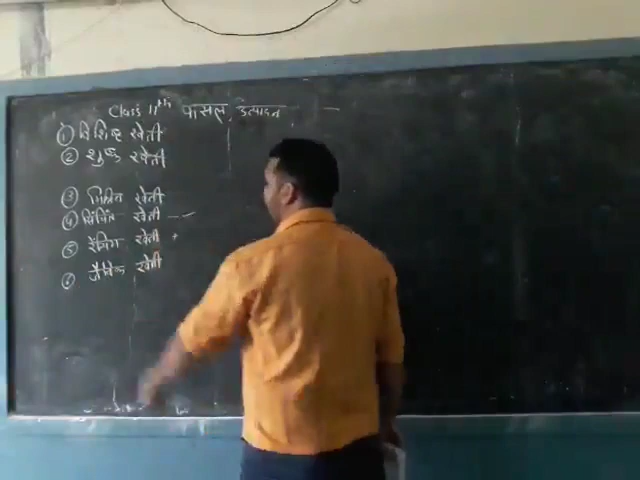 Class 11th फसल उत्पादन
① विशिष्ट खेती
② शुष्क खेती
③ मिश्रित खेती
④ सिंचित खेती
⑤ रैंचिंग खेती
⑥ जैविक खेती